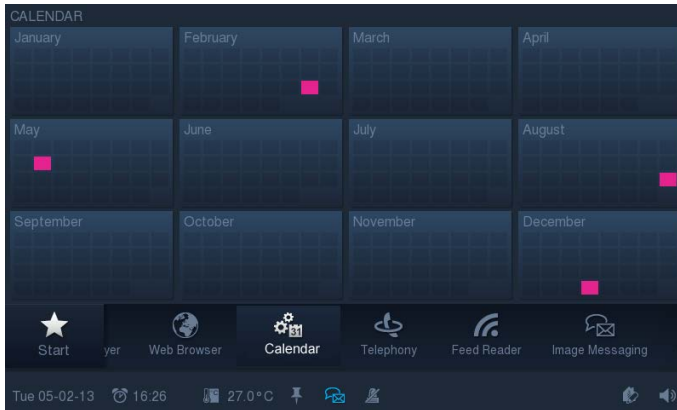 CALENDAR
January February March April
May June July August
September October November December
31
Start yer Web Browser Calendar Telephony Feed Reader Image Messaging
Tue 05-02-13 16:26 27.0°C